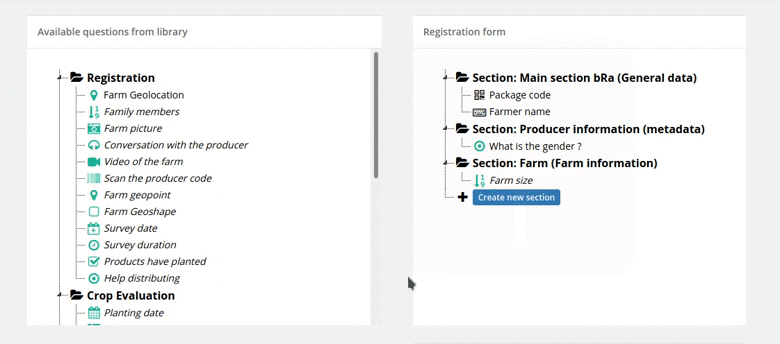 Available questions from library
Registration
Farm Geolocation
Family members
Farm picture
Conversation with the producer
Video of the farm
Scan the producer code
Farm geopoint
Farm Geoshape
Survey date
Survey duration
Products have planted
Help distributing
Crop Evaluation
Planting date
Registration form
Section: Main section bRa (General data)
Package code
Farmer name
Section: Producer information (metadata)
What is the gender ?
Section: Farm (Farm information)
Farm size
Create new section